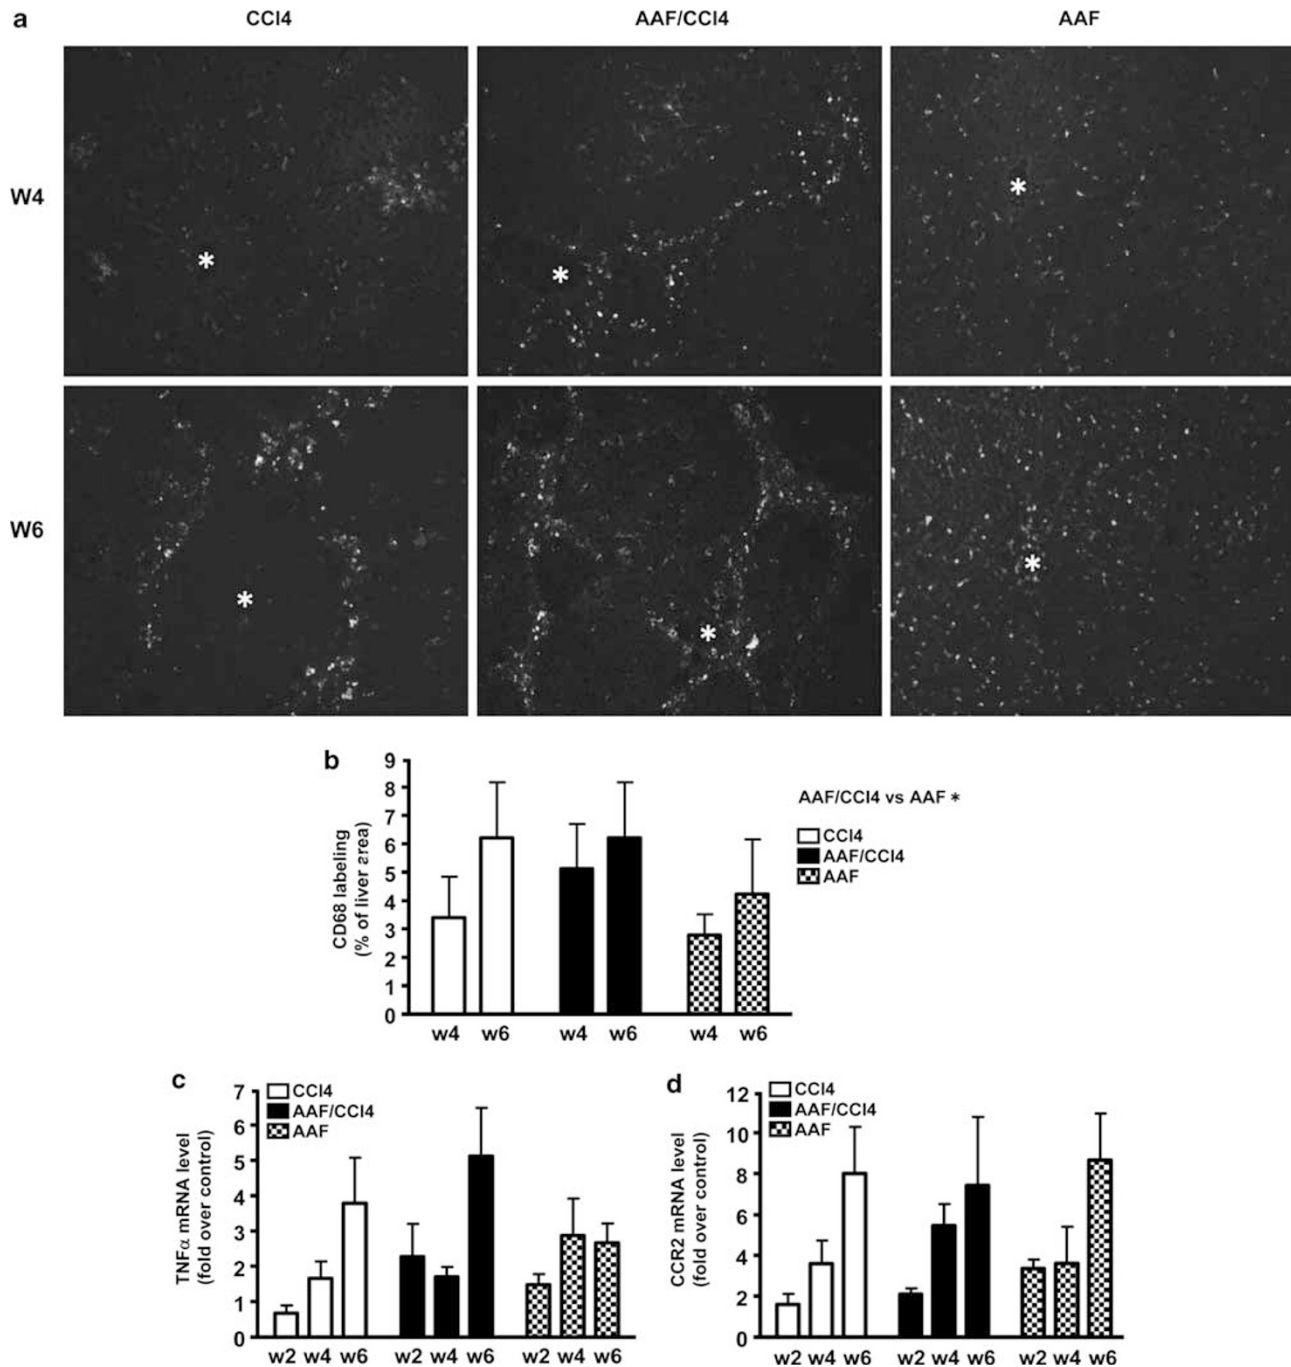 a
CCl4 AAF/CCl4 AAF
W4
* * *
W6
* * *
b
CD68 labeling
(% of liver area)
9
8
7
6
5
4
3
2
1
0
w4 w6 w4 w6 w4 w6
AAF/CCl4 vs AAF *
CCl4
AAF/CCl4
AAF
c
TNFα mRNA level
(fold over control)
7
6
5
4
3
2
1
0
CCl4
AAF/CCl4
AAF
w2 w4 w6 w2 w4 w6 w2 w4 w6
d
CCR2 mRNA level
(fold over control)
12
10
8
6
4
2
0
CCl4
AAF/CCl4
AAF
w2 w4 w6 w2 w4 w6 w2 w4 w6